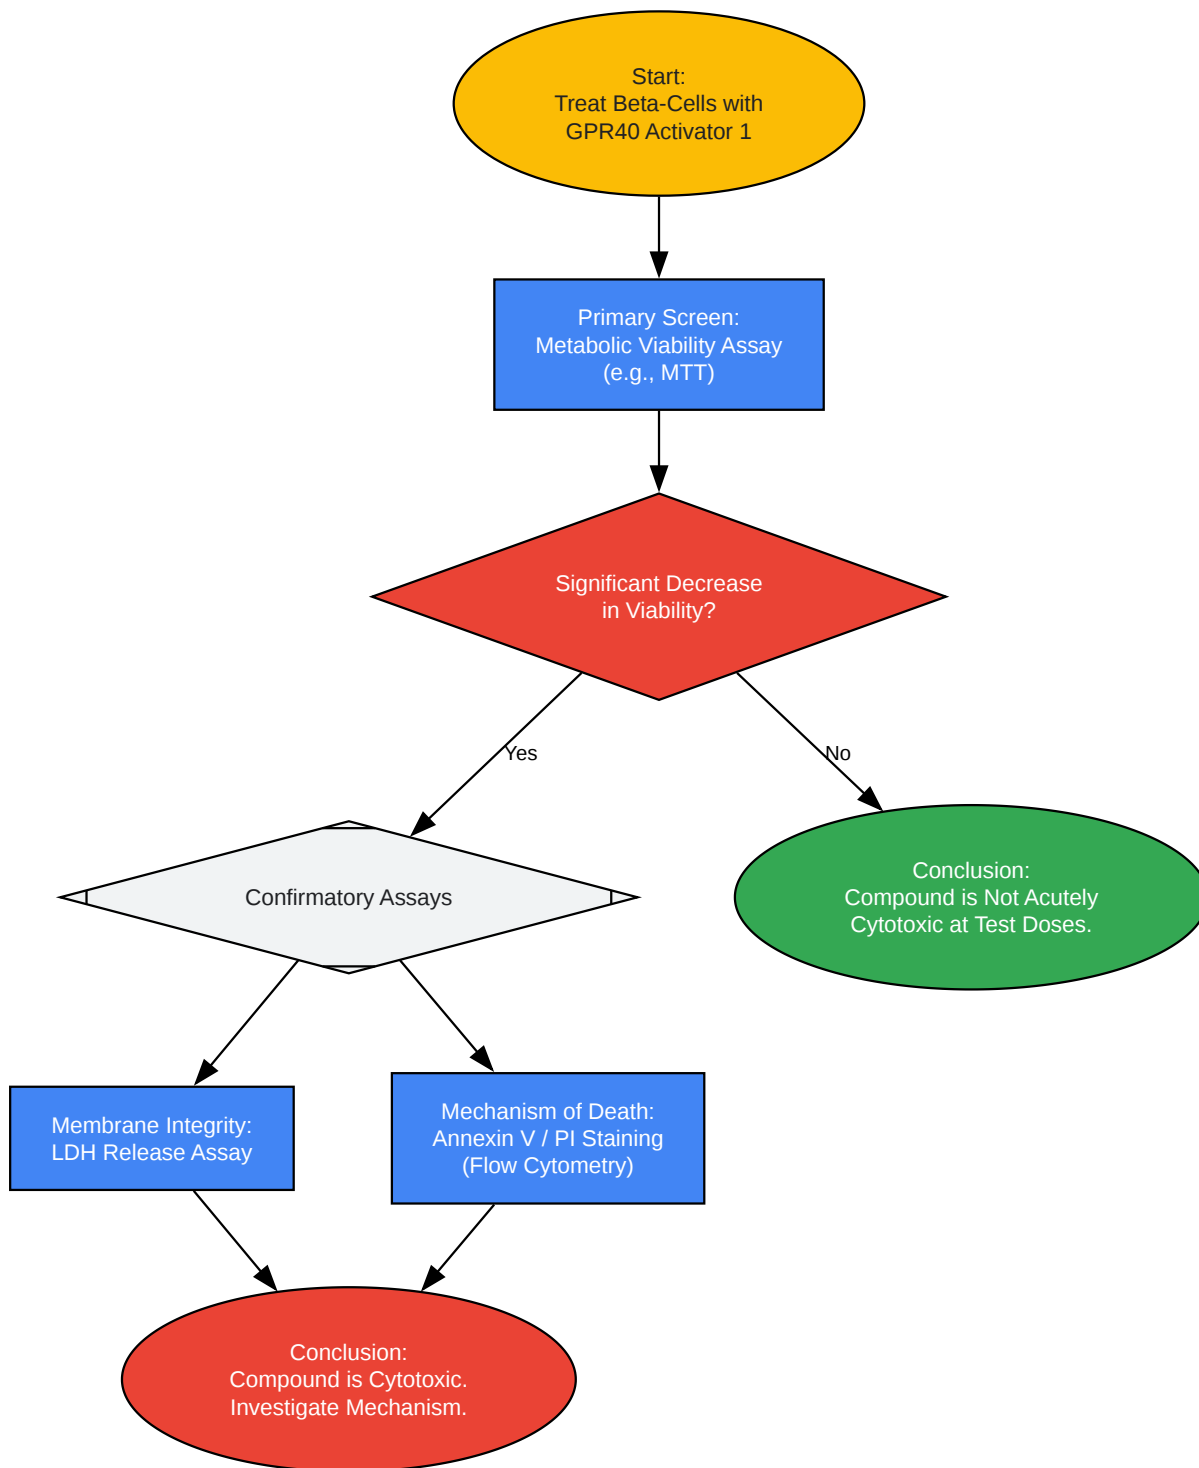 Start:
Treat Beta-Cells with
GPR40 Activator 1
Primary Screen:
Metabolic Viability Assay
(e.g., MTT)
Significant Decrease
in Viability?
Yes
No
Confirmatory Assays
Conclusion:
Compound is Not Acutely
Cytotoxic at Test Doses.
Membrane Integrity:
LDH Release Assay
Mechanism of Death:
Annexin V / PI Staining
(Flow Cytometry)
Conclusion:
Compound is Cytotoxic.
Investigate Mechanism.